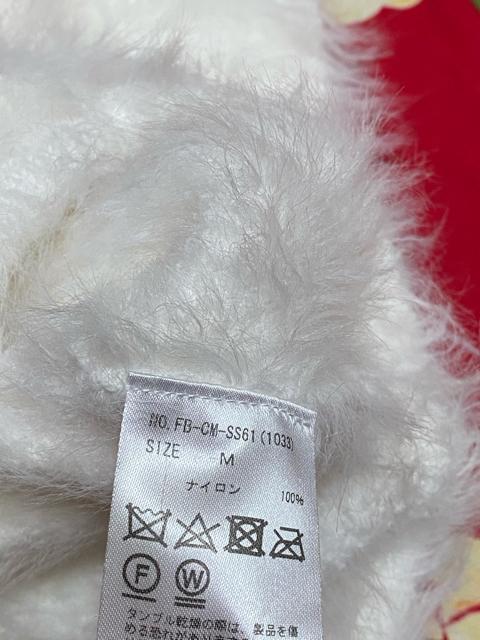 NO. FB-CM-SS61(1033)
SIZE M
ナイロン 100%
F W
タンブル乾燥の際は、製品を傷
める恐れがあります